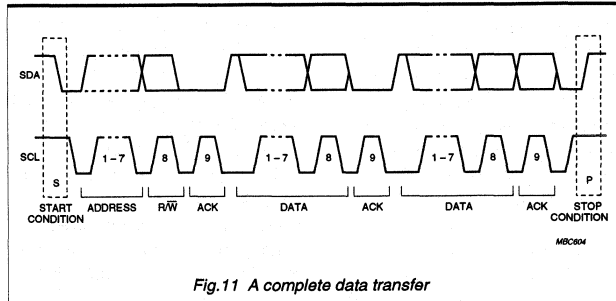 SDA
SCL
1–7 8 9 1–7 8 9 1–7 8 9
S P
START CONDITION ADDRESS R/W̅ ACK DATA ACK DATA ACK STOP CONDITION
MBC604
Fig.11 A complete data transfer